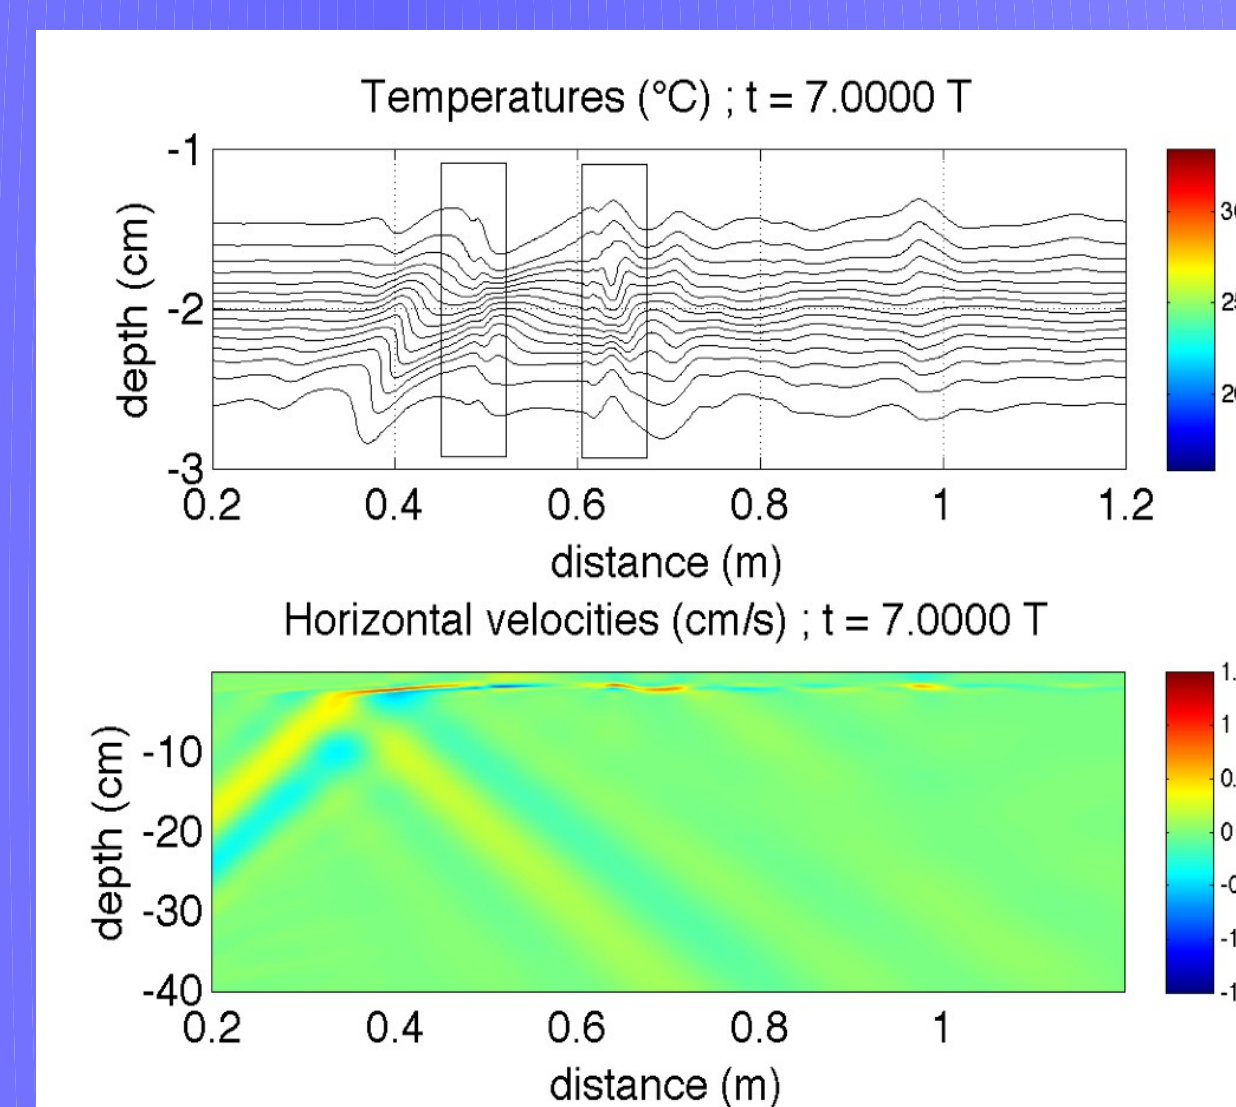 Temperatures (°C) ; t = 7.0000 T
-1
-2
-3
depth (cm)
0.2 0.4 0.6 0.8 1 1.2
distance (m)
Horizontal velocities (cm/s) ; t = 7.0000 T
1
0
-10
-20
-30
-40
depth (cm)
0.2 0.4 0.6 0.8 1
distance (m)